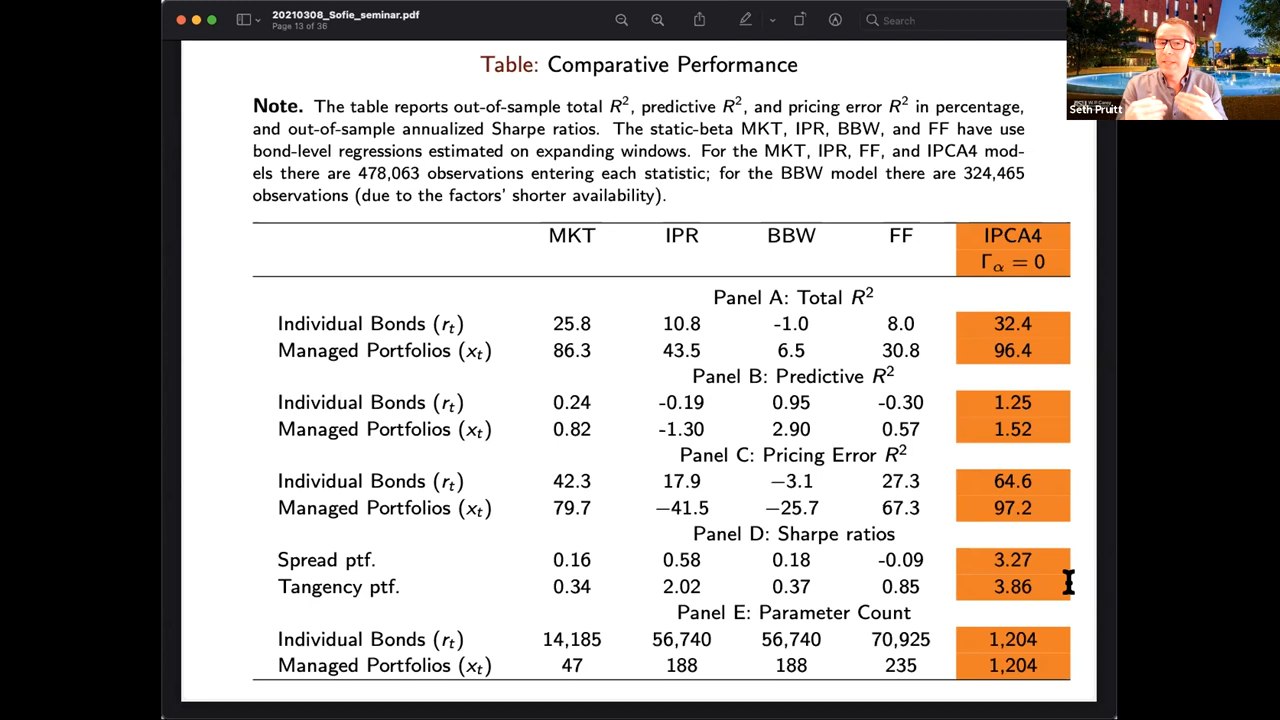 20210308_Sofie_seminar.pdf
Page 13 of 36
Search
Seth Pruitt
Table: Comparative Performance
Note. The table reports out-of-sample total R², predictive R², and pricing error R² in percentage,
and out-of-sample annualized Sharpe ratios. The static-beta MKT, IPR, BBW, and FF have use
bond-level regressions estimated on expanding windows. For the MKT, IPR, FF, and IPCA4 mod-
els there are 478,063 observations entering each statistic; for the BBW model there are 324,465
observations (due to the factors' shorter availability).
MKT IPR BBW FF IPCA4
Γα = 0
Panel A: Total R²
Individual Bonds (rt) 25.8 10.8 -1.0 8.0 32.4
Managed Portfolios (xt) 86.3 43.5 6.5 30.8 96.4
Panel B: Predictive R²
Individual Bonds (rt) 0.24 -0.19 0.95 -0.30 1.25
Managed Portfolios (xt) 0.82 -1.30 2.90 0.57 1.52
Panel C: Pricing Error R²
Individual Bonds (rt) 42.3 17.9 −3.1 27.3 64.6
Managed Portfolios (xt) 79.7 −41.5 −25.7 67.3 97.2
Panel D: Sharpe ratios
Spread ptf. 0.16 0.58 0.18 -0.09 3.27
Tangency ptf. 0.34 2.02 0.37 0.85 3.86
Panel E: Parameter Count
Individual Bonds (rt) 14,185 56,740 56,740 70,925 1,204
Managed Portfolios (xt) 47 188 188 235 1,204